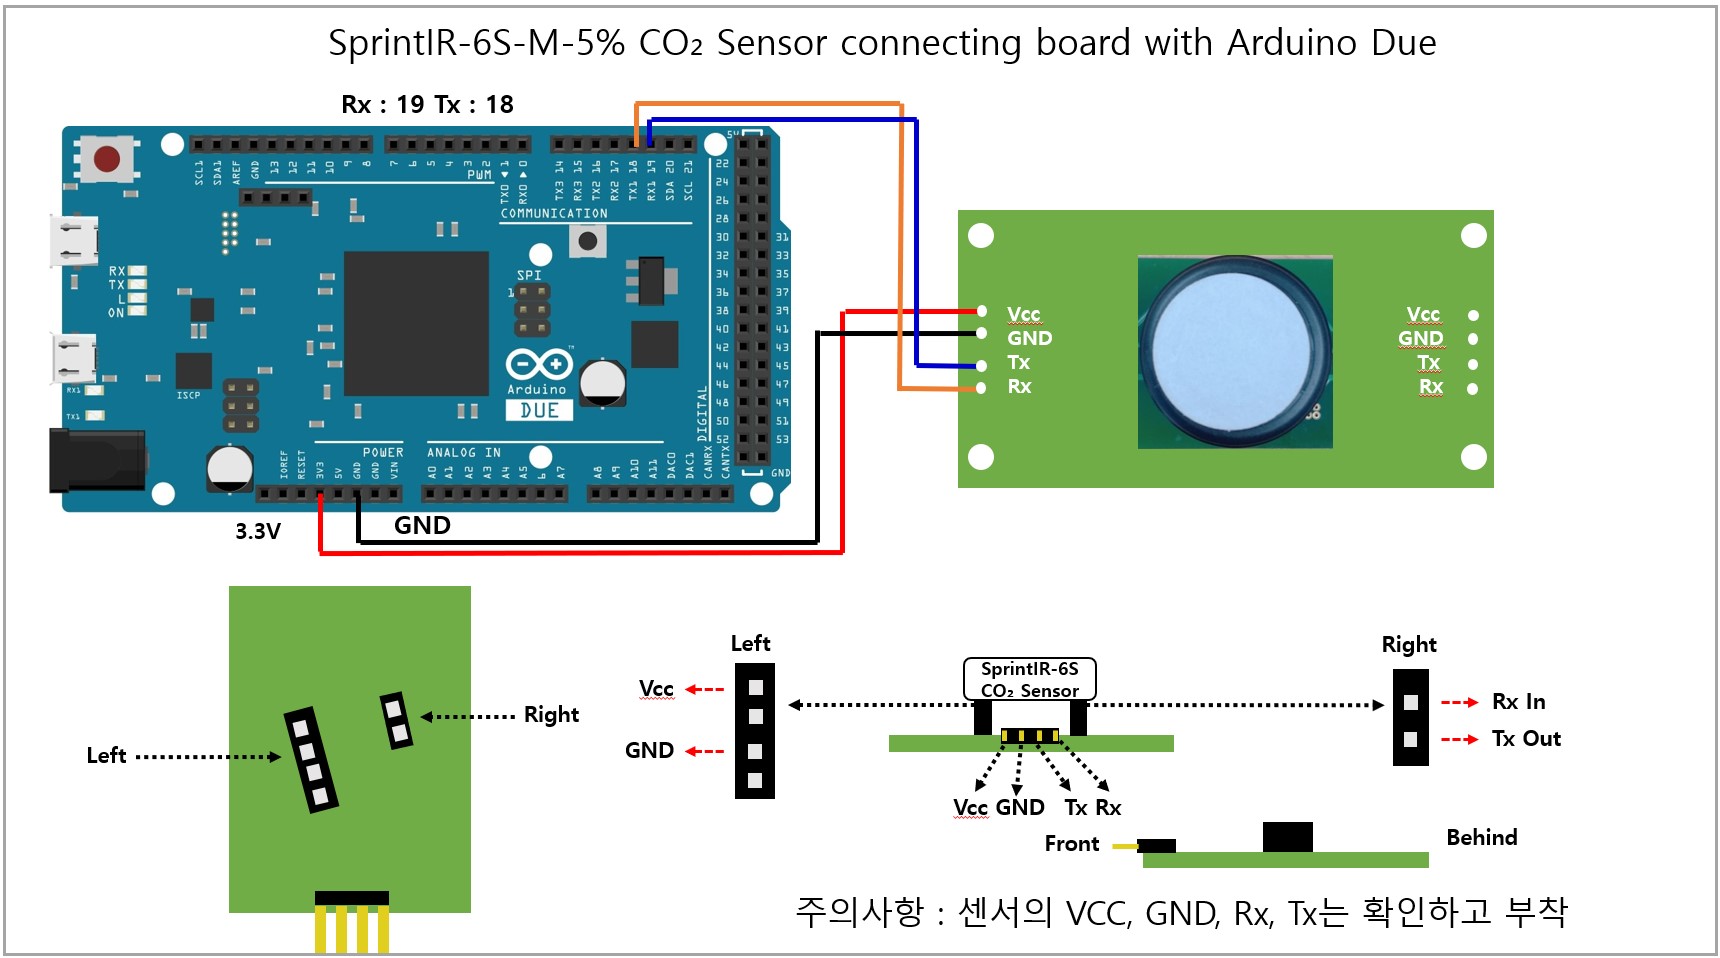 SprintIR-6S-M-5% CO₂ Sensor connecting board with Arduino Due
Rx : 19 Tx : 18
SCL1
SDA1
AREF
GND
13
12
11
10
9
8
7
6
5
4
3
2
TX0 ◄ 1
RX0 ▲ 0
PWM
TX3 14
RX3 15
TX2 16
RX2 17
TX1 18
RX1 19
SDA 20
SCL 21
COMMUNICATION
5V
22
24
26
28
30 31
32 33
34 35
36 37
38 39
40 41
42 43
44 45
46 47
48 49
50 51
52 53
GND
DIGITAL
RX
TX
L
ON
SPI
1
ISCP
RX1
TX1
Arduino
™
DUE
POWER
ANALOG IN
IOREF
RESET
3V3
5V
GND
GND
VIN
A0
A1
A2
A3
A4
A5
6
A7
A8
A9
A10
A11
DAC0
DAC1
CANRX
CANTX
3.3V
GND
Vcc
GND
Tx
Rx
Vcc
GND
Tx
Rx
Left
Right
Left
Vcc
GND
SprintIR-6S
CO₂ Sensor
Vcc GND Tx Rx
Right
Rx In
Tx Out
Front
Behind
주의사항 : 센서의 VCC, GND, Rx, Tx는 확인하고 부착